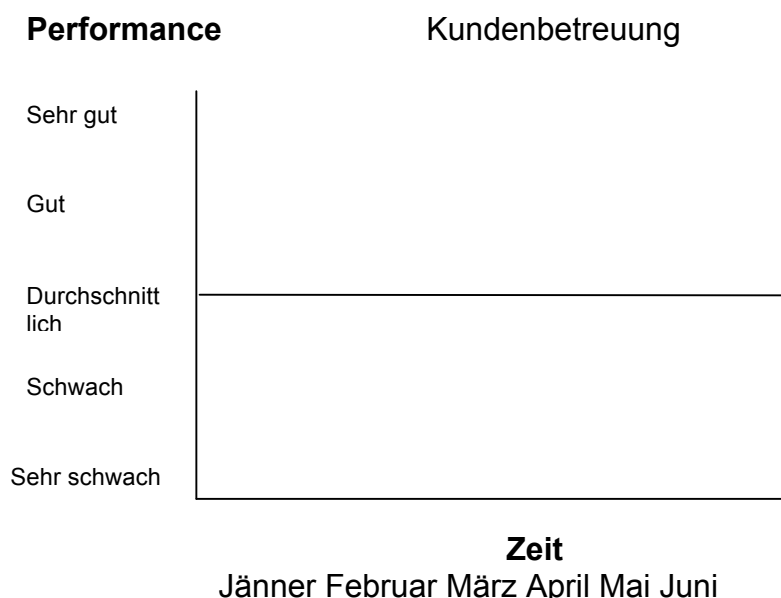 Performance
Kundenbetreuung
Sehr gut
Gut
Durchschnitt
lich
Schwach
Sehr schwach
Zeit
Jänner Februar März April Mai Juni